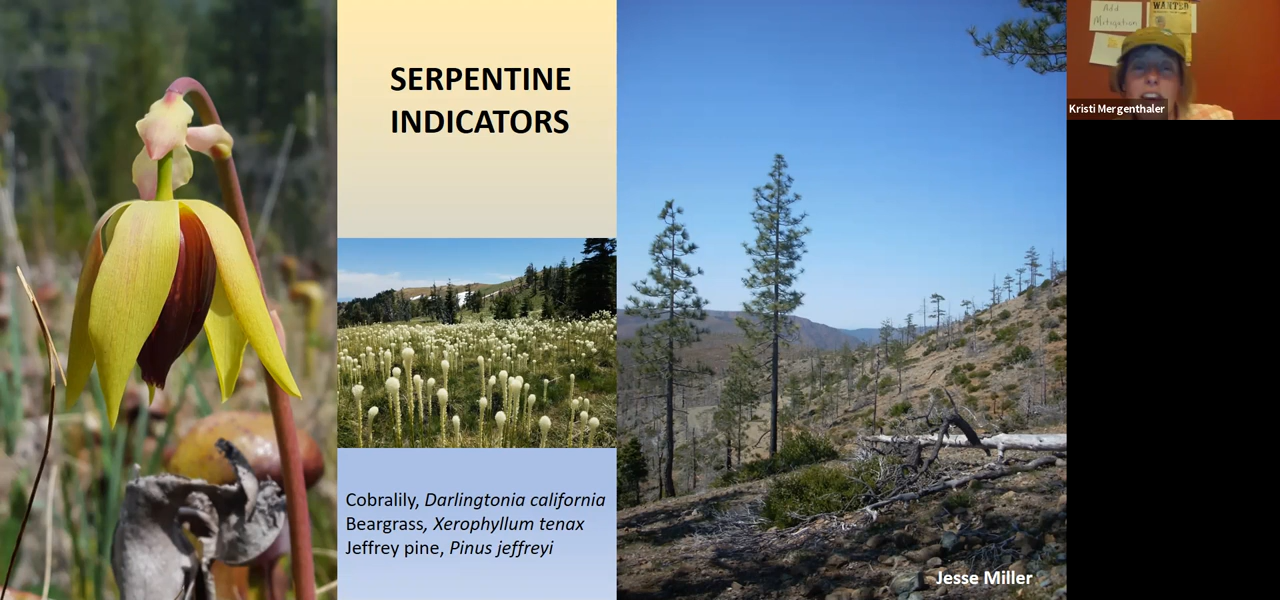 SERPENTINE
INDICATORS
Cobralily, Darlingtonia california
Beargrass, Xerophyllum tenax
Jeffrey pine, Pinus jeffreyi
Jesse Miller
Add
Mitigation
WANTED
Kristi Mergenthaler